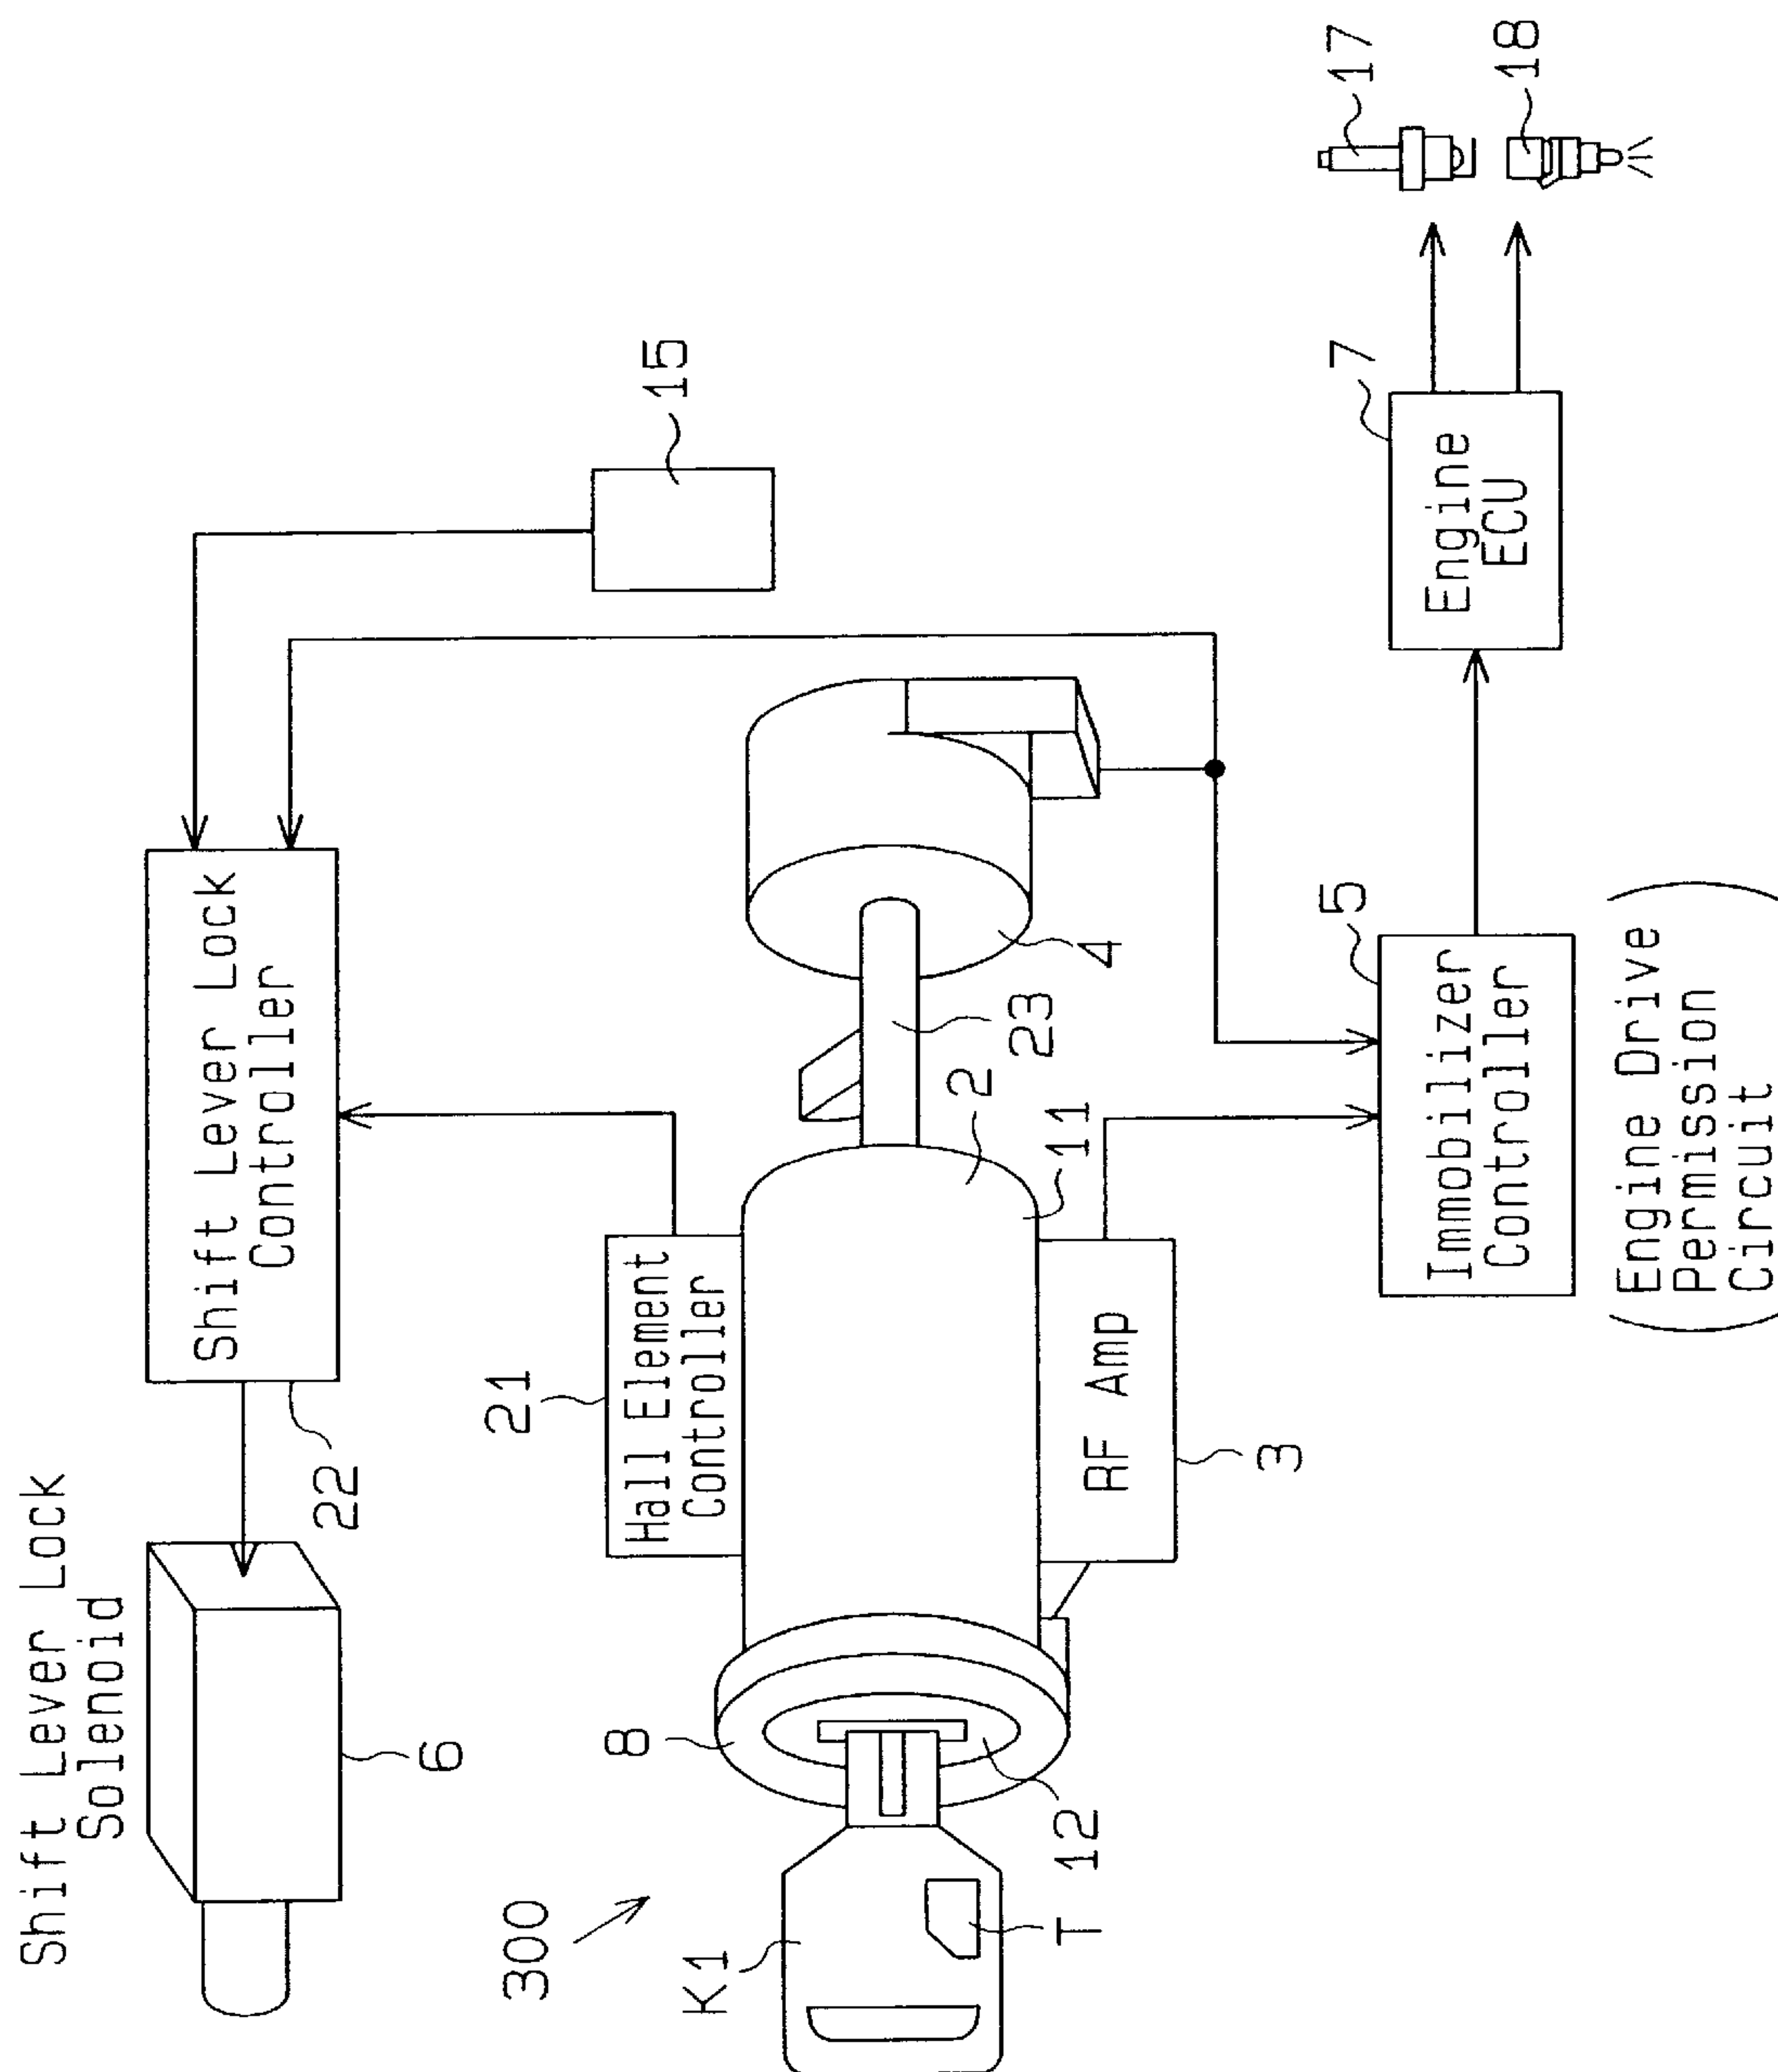 Shift Lever Lock
Solenoid
6
22
Shift Lever Lock
Controller
15
300
K1
T
8
12
21
Hall Element
Controller
RF Amp
3
2
11
23
4
5
Immobilizer
Controller
Engine Drive
Permission
Circuit
7
Engine
ECU
17
18